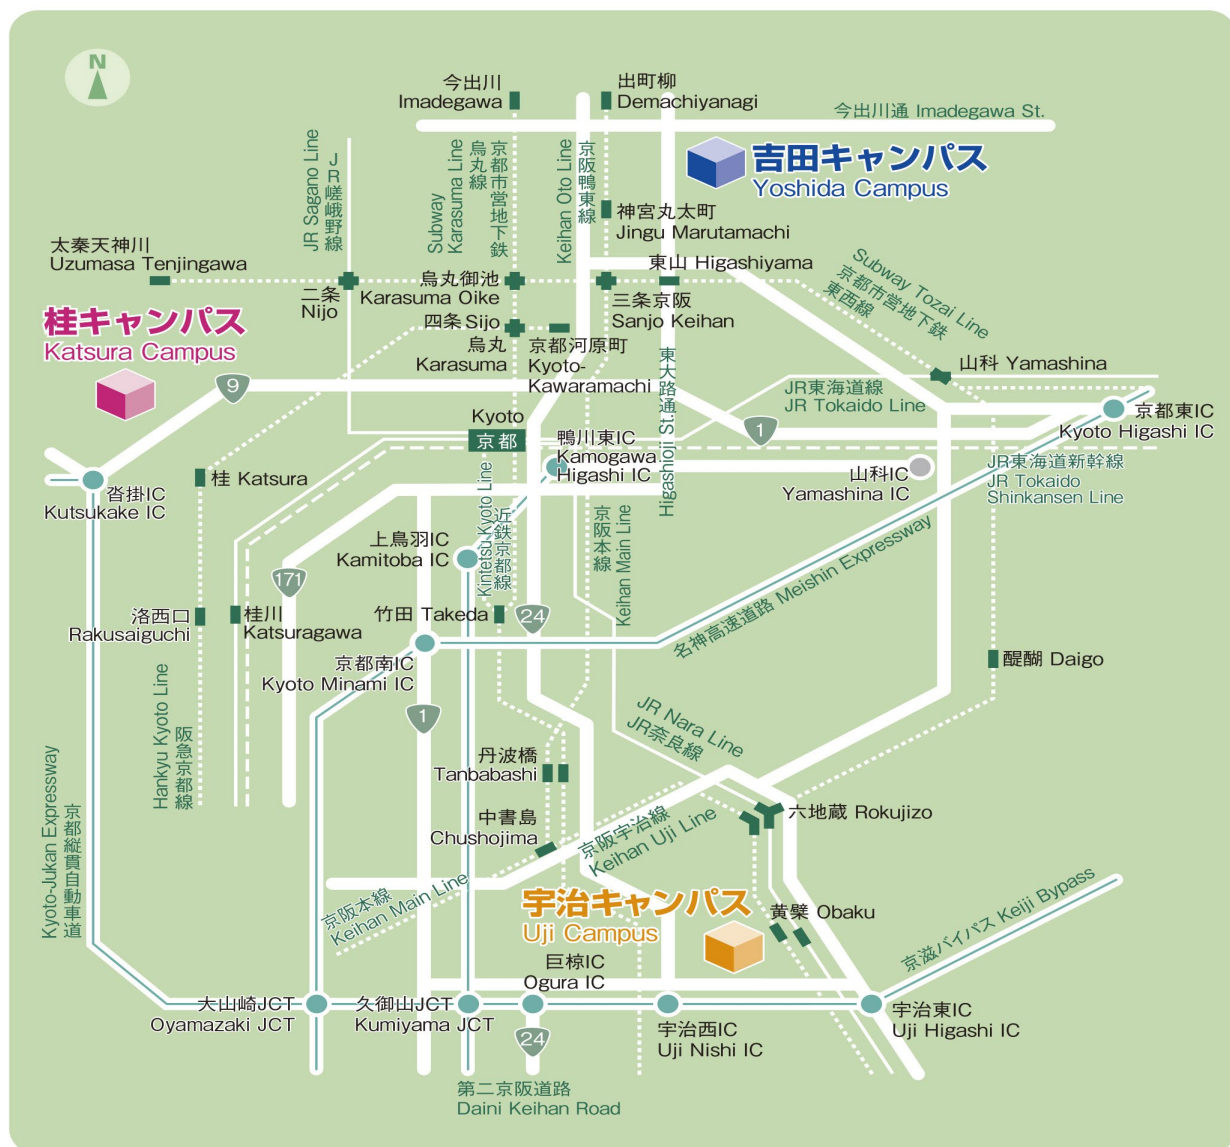 N
今出川
Imadegawa
出町柳
Demachiyanagi
今出川通 Imadegawa St.
JR Sagano Line
JR嵯峨野線
Subway
Karasuma Line
京都市営地下鉄
烏丸線
Keihan Oto Line
京阪鴨東線
吉田キャンパス
Yoshida Campus
神宮丸太町
Jingu Marutamachi
太秦天神川
Uzumasa Tenjingawa
二条
Nijo
烏丸御池
Karasuma Oike
東山 Higashiyama
三条京阪
Sanjo Keihan
Subway Tozai Line
京都市営地下鉄
東西線
四条 Sijo
烏丸
Karasuma
京都河原町
Kyoto-
Kawaramachi
桂キャンパス
Katsura Campus
9
東大路通
Higashioji St.
山科 Yamashina
JR東海道線
JR Tokaido Line
1
京都東IC
Kyoto Higashi IC
Kyoto
京都
鴨川東IC
Kamogawa
Higashi IC
山科IC
Yamashina IC
JR東海道新幹線
JR Tokaido
Shinkansen Line
沓掛IC
Kutsukake IC
桂 Katsura
上鳥羽IC
Kamitoba IC
Kintetsu Kyoto Line
近鉄京都線
京阪本線
Keihan Main Line
名神高速道路 Meishin Expressway
171
洛西口
Rakusaiguchi
桂川
Katsuragawa
竹田 Takeda
24
京都南IC
Kyoto Minami IC
醍醐 Daigo
1
Hankyu Kyoto Line
阪急京都線
JR Nara Line
JR奈良線
丹波橋
Tanbabashi
中書島
Chushojima
京阪宇治線
Keihan Uji Line
六地蔵 Rokujizo
Kyoto-Jukan Expressway
京都縦貫自動車道
京阪本線
Keihan Main Line
宇治キャンパス
Uji Campus
黄檗 Obaku
京滋バイパス Keiji Bypass
巨椋IC
Ogura IC
大山崎JCT
Oyamazaki JCT
久御山JCT
Kumiyama JCT
24
宇治西IC
Uji Nishi IC
宇治東IC
Uji Higashi IC
第二京阪道路
Daini Keihan Road